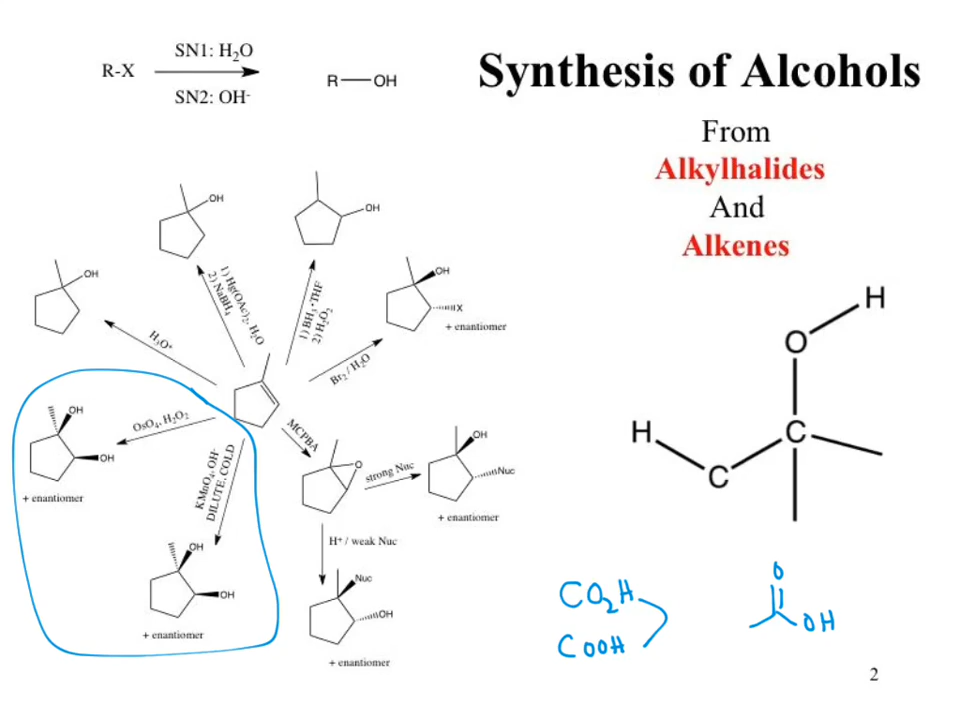 SN1: H₂O
R-X
SN2: OH⁻
R—OH
Synthesis of Alcohols
From
Alkylhalides
And
Alkenes
OH
1) Hg(OAc)₂, H₂O
2) NaBH₄
OH
1) BH₃ • THF
2) H₂O₂
OH
H₃O⁺
OH
X
+ enantiomer
Br₂ / H₂O
OH
OH
+ enantiomer
OsO₄, H₂O₂
KMnO₄, OH⁻
DILUTE, COLD
OH
OH
+ enantiomer
MCPBA
O
strong Nuc
OH
Nuc
+ enantiomer
H⁺ / weak Nuc
Nuc
OH
+ enantiomer
H
O
H
C
C
CO₂H
COOH
O
OH
2